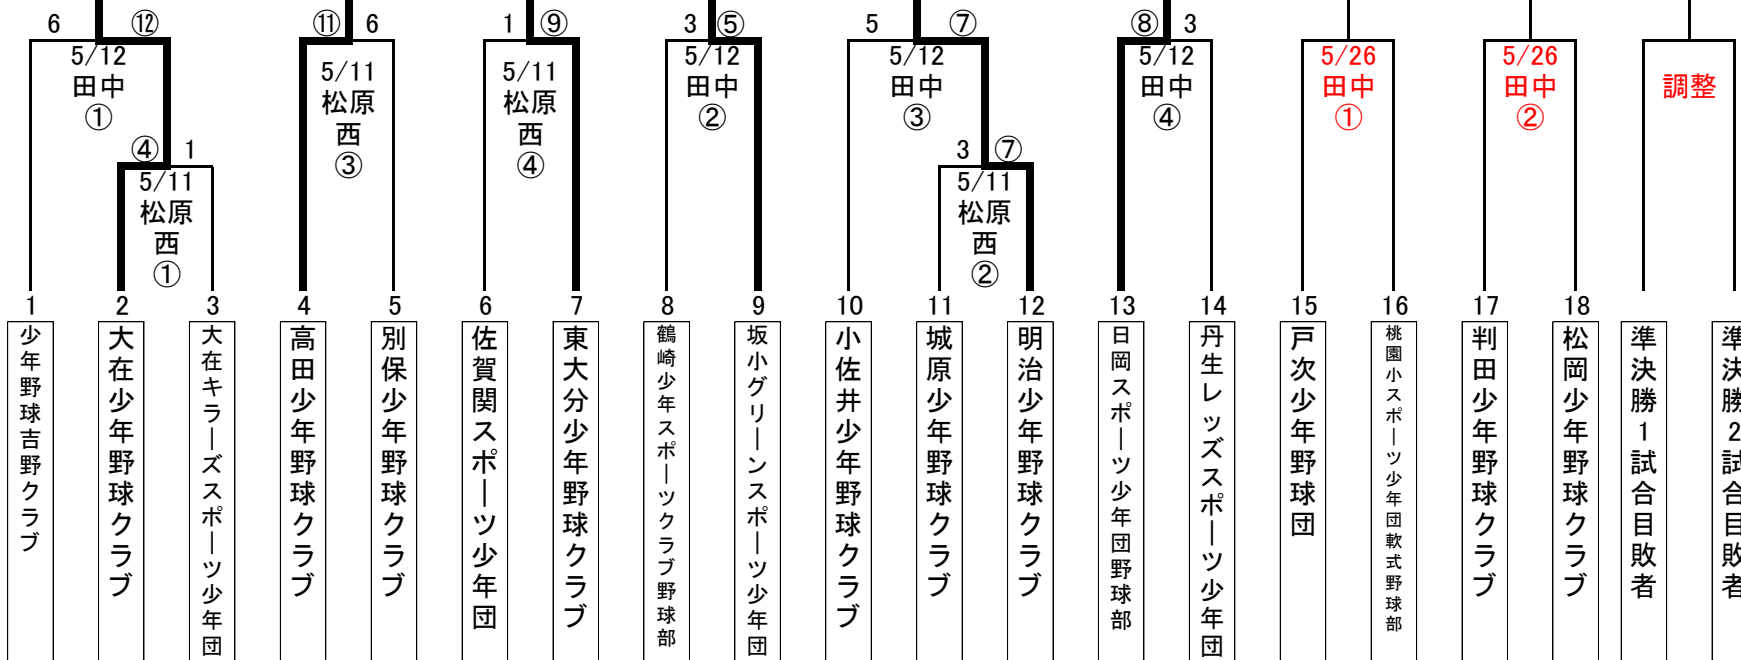 6 ⑫ ⑪ 6 1 ⑨ 3 ⑤ 5 ⑦ ⑧ 3
5/12
田中
①
④ 1
5/11
松原
西
①
5/11
松原
西
③
5/11
松原
西
④
5/12
田中
②
5/12
田中
③
3 ⑦
5/11
松原
西
②
5/12
田中
④
5/26
田中
①
5/26
田中
②
調整
1 2 3 4 5 6 7 8 9 10 11 12 13 14 15 16 17 18
少年野球吉野クラブ
大在少年野球クラブ
大在キラーズスポーツ少年団
高田少年野球クラブ
別保少年野球クラブ
佐賀関スポーツ少年団
東大分少年野球クラブ
鶴崎少年スポーツクラブ野球部
坂小グリーンスポーツ少年団
小佐井少年野球クラブ
城原少年野球クラブ
明治少年野球クラブ
日岡スポーツ少年団野球部
丹生レッズスポーツ少年団
戸次少年野球団
桃園小スポーツ少年団軟式野球部
判田少年野球クラブ
松岡少年野球クラブ
準決勝1試合目敗者
準決勝2試合目敗者